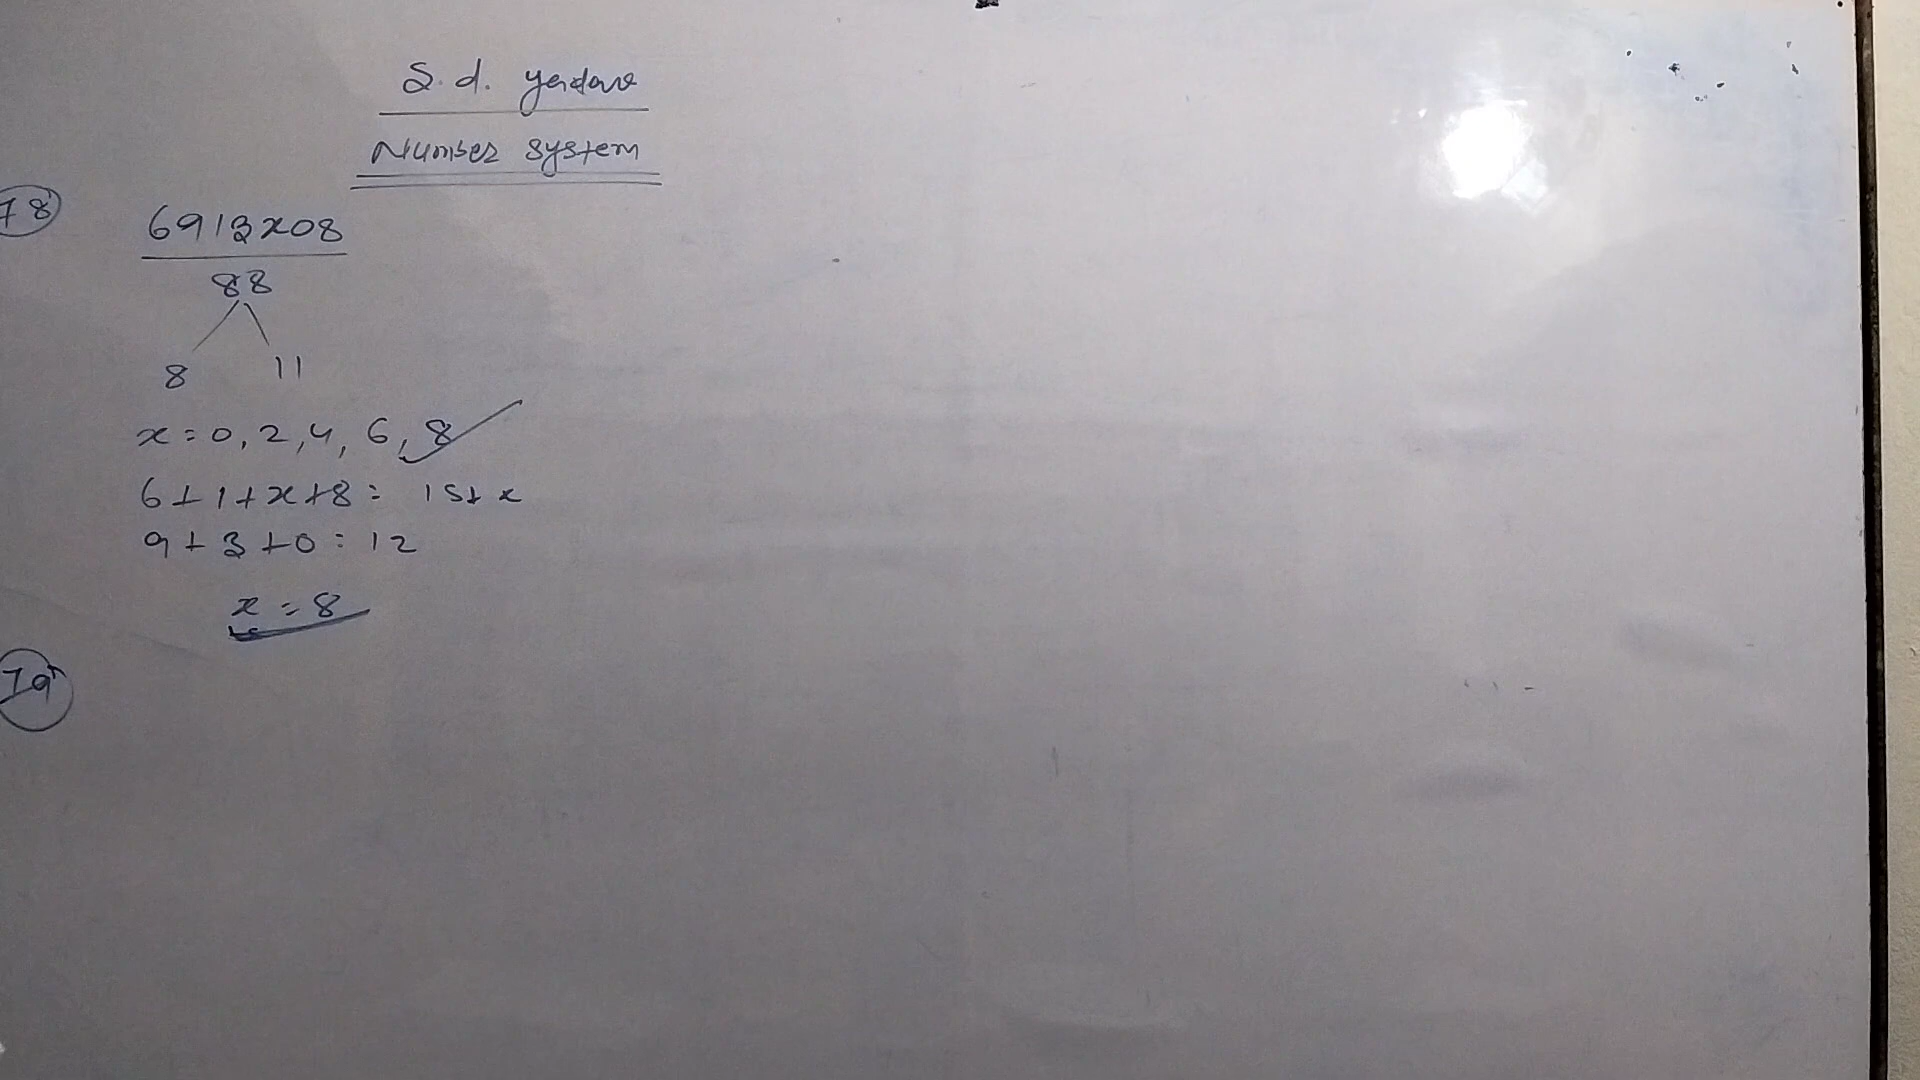 S.d. yadav
Number system
78
6913x08
88
8 11
x = 0, 2, 4, 6, 8
6+1+x+8 = 15+x
9+3+0 = 12
x = 8
79